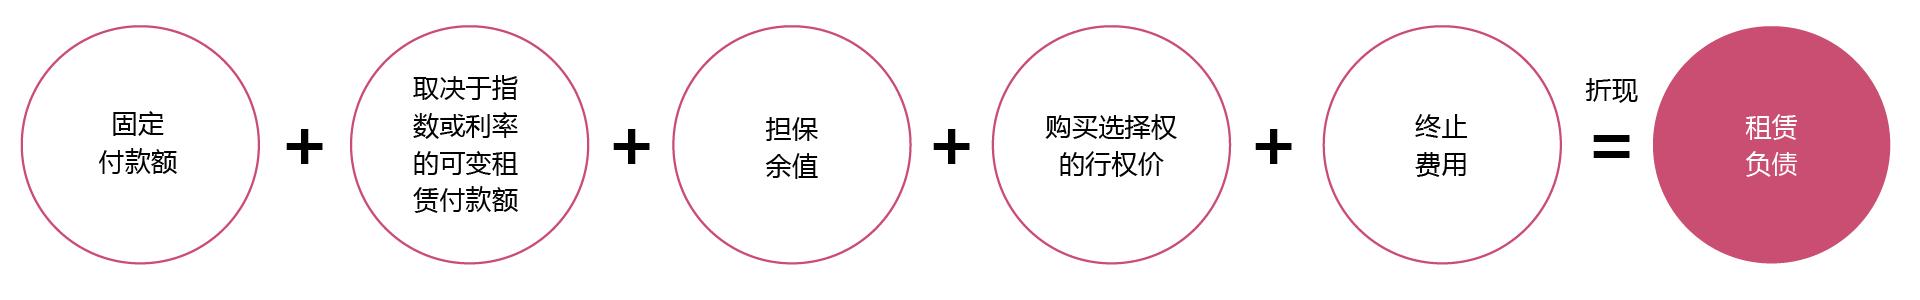 固定
付款额
+
取决于指
数或利率
的可变租
赁付款额
+
担保
余值
+
购买选择权
的行权价
+
终止
费用
折现
=
租赁
负债